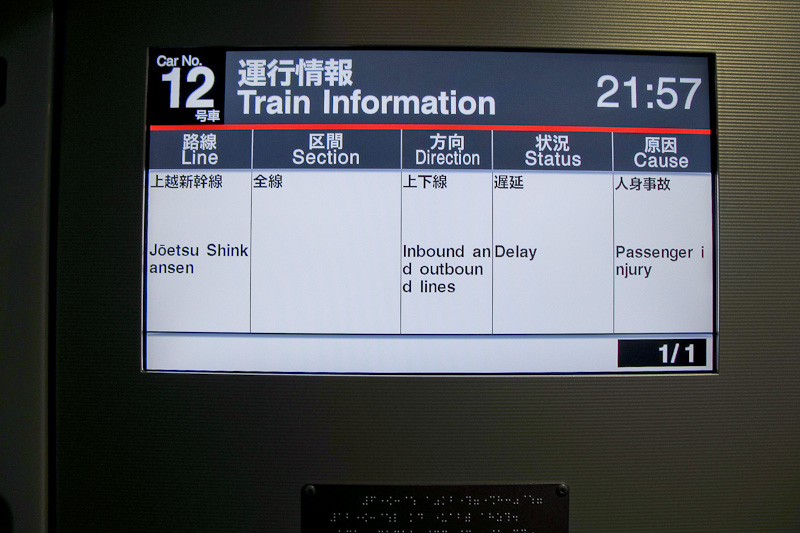 Car No.
12
号車
運行情報
Train Information
21:57
路線
Line
区間
Section
方向
Direction
状況
Status
原因
Cause
上越新幹線
全線
上下線
遅延
人身事故
Jōetsu Shink
ansen
Inbound an
d outboun
d lines
Delay
Passenger i
njury
1/1